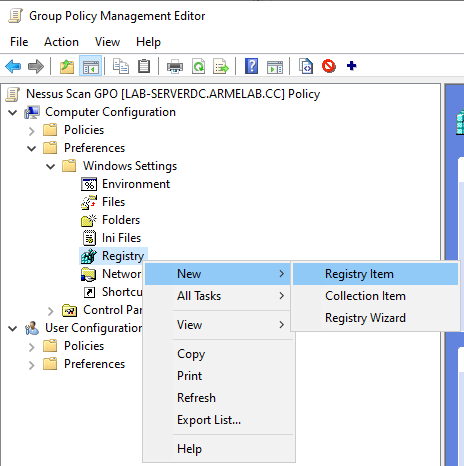 Group Policy Management Editor
File Action View Help
Nessus Scan GPO [LAB-SERVERDC.ARMELAB.CC] Policy
Computer Configuration
Policies
Preferences
Windows Settings
Environment
Files
Folders
Ini Files
Registry
Networ
New
Registry Item
Shortcu
All Tasks
Collection Item
Control Par
View
Registry Wizard
User Configuration
Policies
Copy
Preferences
Print
Refresh
Export List...
Help